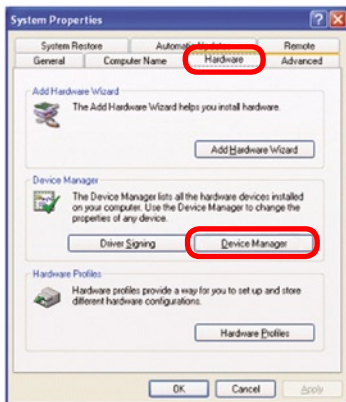 System Properties
System Restore Automatic Updates Remote
General Computer Name Hardware Advanced
Add Hardware Wizard
The Add Hardware Wizard helps you install hardware.
Add Hardware Wizard
Device Manager
The Device Manager lists all the hardware devices installed
on your computer. Use the Device Manager to change the
properties of any device.
Driver Signing Device Manager
Hardware Profiles
Hardware profiles provide a way for you to set up and store
different hardware configurations.
Hardware Profiles
OK Cancel Apply